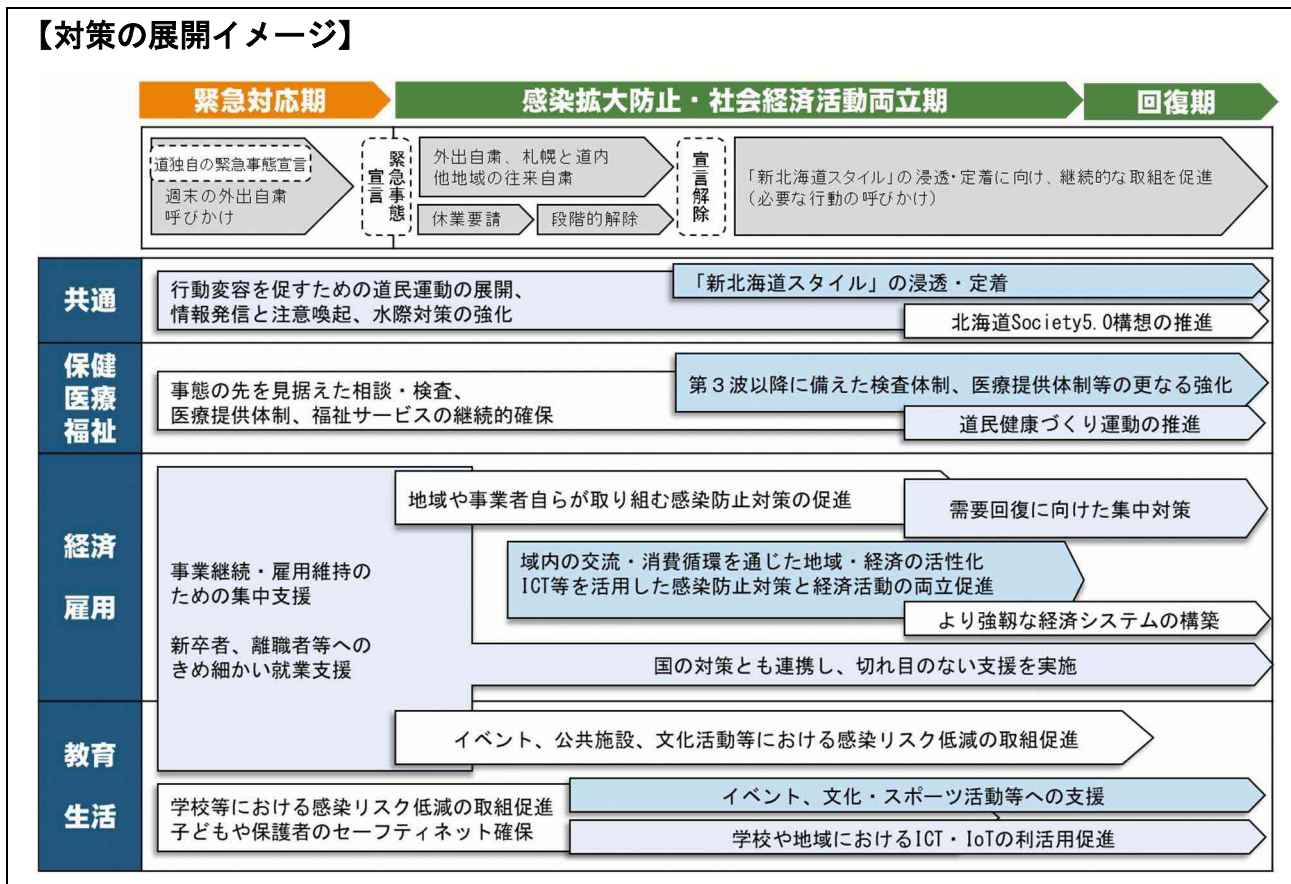 【対策の展開イメージ】
緊急対応期
感染拡大防止・社会経済活動両立期
回復期
道独自の緊急事態宣言
週末の外出自粛
呼びかけ
緊急事態
宣言
外出自粛、札幌と道内
他地域の往来自粛
休業要請
段階的解除
宣言解除
「新北海道スタイル」の浸透・定着に向け、継続的な取組を促進
(必要な行動の呼びかけ)
共通
行動変容を促すための道民運動の展開、
情報発信と注意喚起、水際対策の強化
「新北海道スタイル」の浸透・定着
北海道Society5.0構想の推進
保健
医療
福祉
事態の先を見据えた相談・検査、
医療提供体制、福祉サービスの継続的確保
第3波以降に備えた検査体制、医療提供体制等の更なる強化
道民健康づくり運動の推進
経済
雇用
事業継続・雇用維持の
ための集中支援
新卒者、離職者等への
きめ細かい就業支援
地域や事業者自らが取り組む感染防止対策の促進
需要回復に向けた集中対策
域内の交流・消費循環を通じた地域・経済の活性化
ICT等を活用した感染防止対策と経済活動の両立促進
より強靱な経済システムの構築
国の対策とも連携し、切れ目のない支援を実施
教育
生活
イベント、公共施設、文化活動等における感染リスク低減の取組促進
学校等における感染リスク低減の取組促進
子どもや保護者のセーフティネット確保
イベント、文化・スポーツ活動等への支援
学校や地域におけるICT・IoTの利活用促進